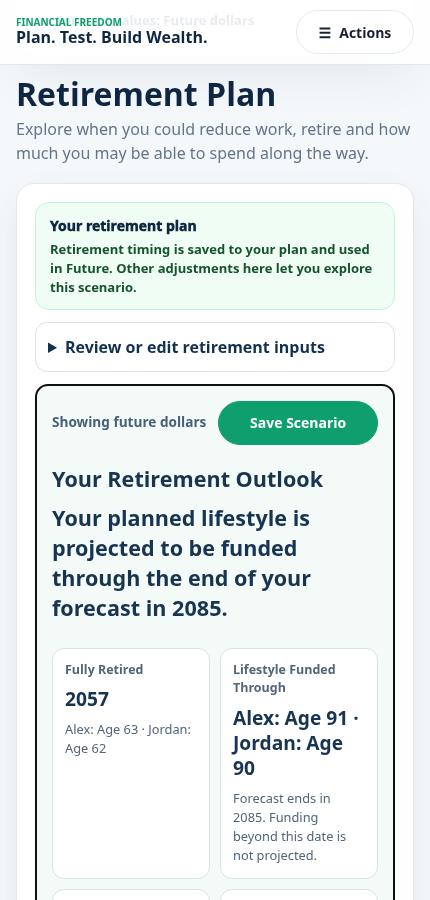 alues: Future dollars
FINANCIAL FREEDOM
Plan. Test. Build Wealth.
☰ Actions
Retirement Plan
Explore when you could reduce work, retire and how
much you may be able to spend along the way.
Your retirement plan
Retirement timing is saved to your plan and used
in Future. Other adjustments here let you explore
this scenario.
▶ Review or edit retirement inputs
Showing future dollars
Save Scenario
Your Retirement Outlook
Your planned lifestyle is
projected to be funded
through the end of your
forecast in 2085.
Fully Retired
2057
Alex: Age 63 · Jordan:
Age 62
Lifestyle Funded
Through
Alex: Age 91 ·
Jordan: Age
90
Forecast ends in
2085. Funding
beyond this date is
not projected.